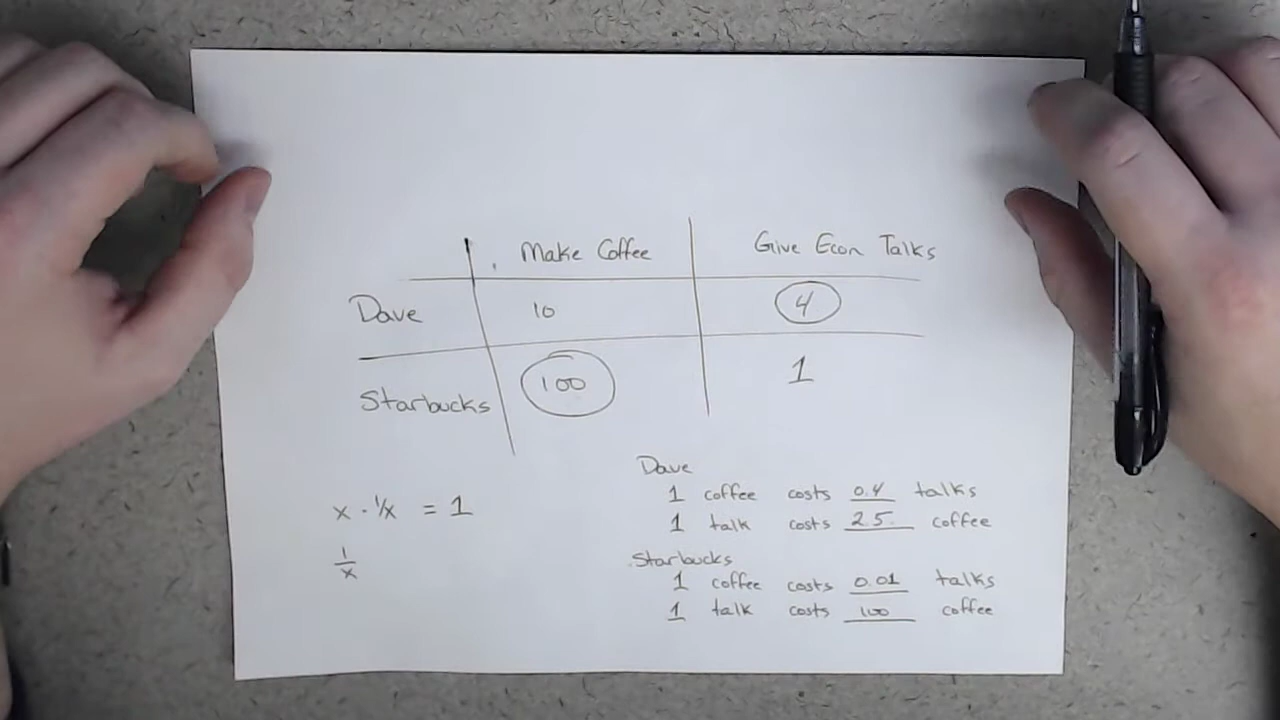 Make Coffee Give Econ Talks
Dave 10 4
Starbucks 100 1
x · 1/x = 1
1/x
Dave
1 coffee costs 0.4 talks
1 talk costs 2.5 coffee
Starbucks
1 coffee costs 0.01 talks
1 talk costs 100 coffee